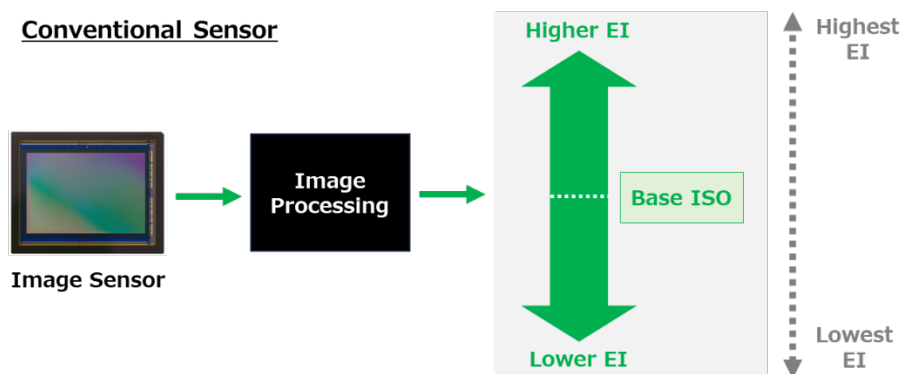 Conventional Sensor
Higher EI
Highest
EI
Image
Processing
Base ISO
Image Sensor
Lower EI
Lowest
EI